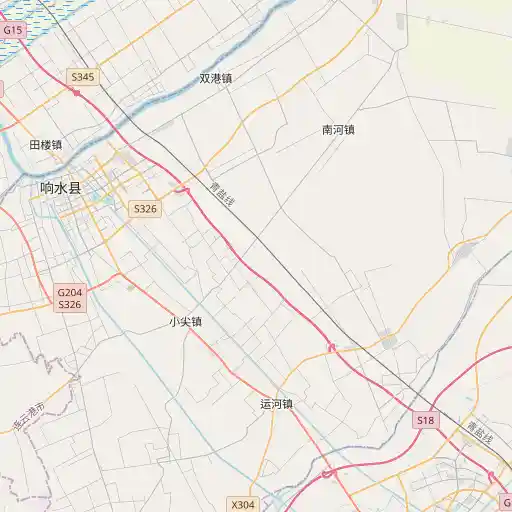 G15
S345
双港镇
南河镇
田楼镇
响水县
青盐线
S326
G204
S326
小尖镇
连云港市
运河镇
S18
青盐线
X304
G